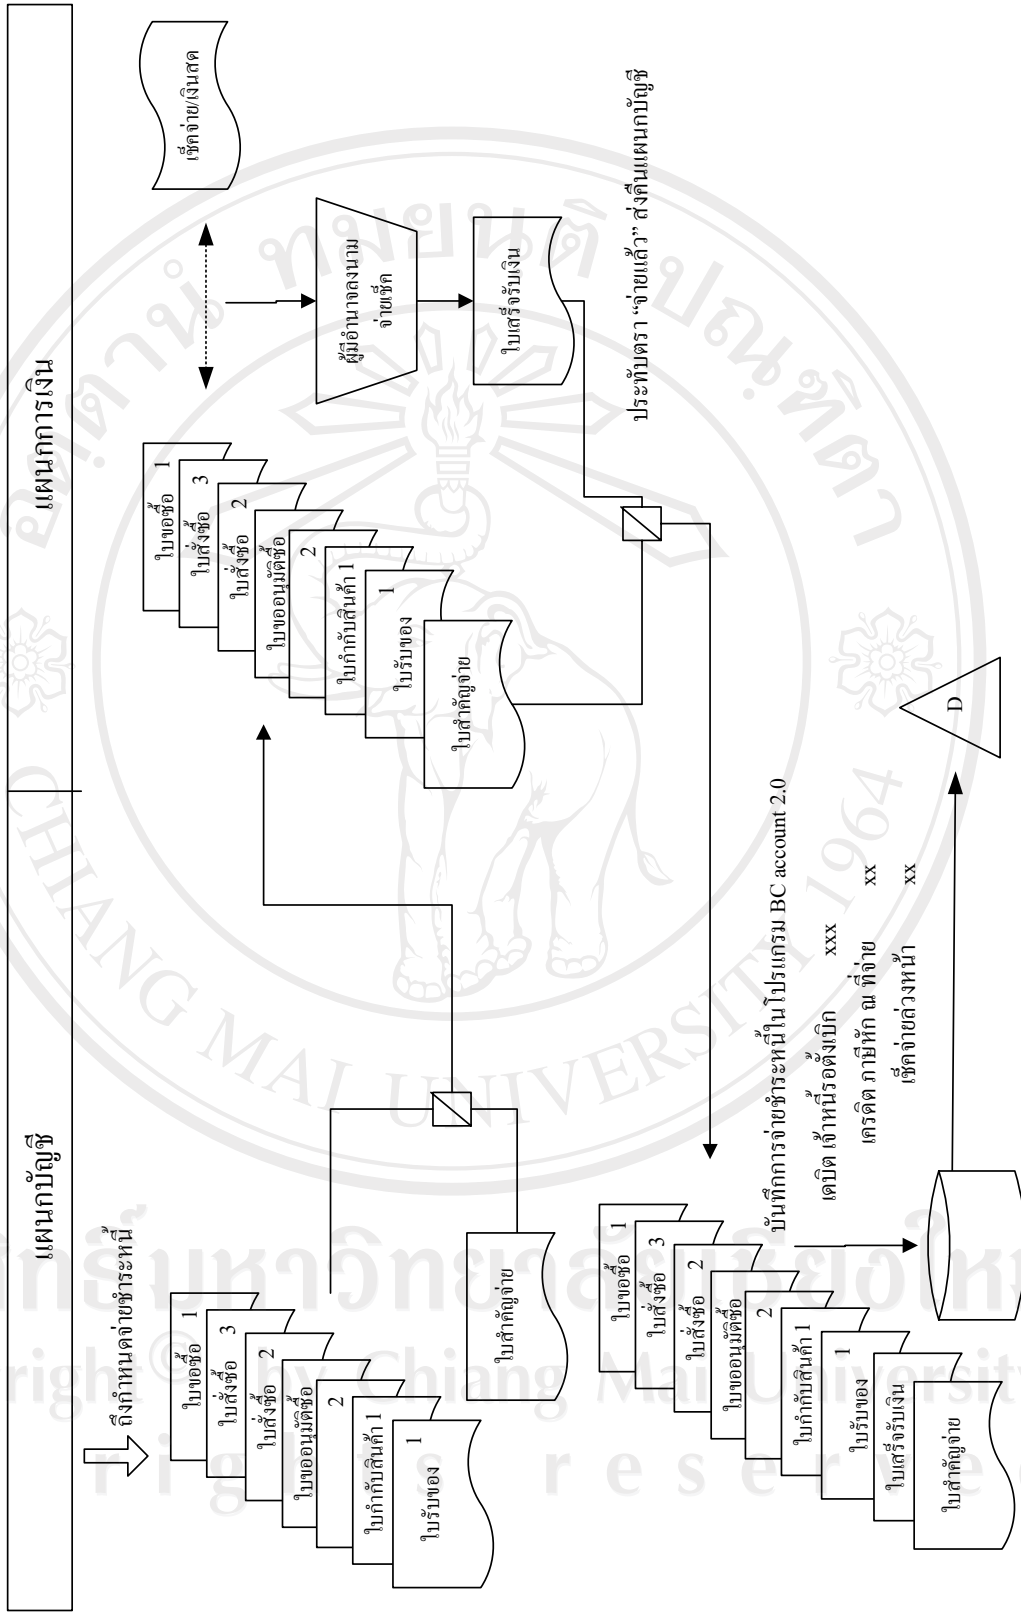 แผนกบัญชี
แผนกการเงิน
ถึงกำหนดจ่ายชำระหนี้
ใบขอซื้อ 1
ใบสั่งซื้อ 3
ใบสั่งซื้อ 2
ใบขออนุมัติซื้อ
2
ใบกำกับสินค้า 1
1
ใบรับของ
ใบสำคัญจ่าย
ใบขอซื้อ 1
ใบสั่งซื้อ 3
ใบสั่งซื้อ 2
ใบขออนุมัติซื้อ
2
ใบกำกับสินค้า 1
1
ใบรับของ
ใบสำคัญจ่าย
เช็คจ่าย/เงินสด
ผู้มีอำนาจลงนาม
จ่ายเช็ค
ใบเสร็จรับเงิน
ประทับตรา “จ่ายแล้ว” ส่งคืนแผนกบัญชี
ใบขอซื้อ 1
ใบสั่งซื้อ 3
ใบสั่งซื้อ 2
ใบขออนุมัติซื้อ
2
ใบกำกับสินค้า 1
1
ใบรับของ
ใบเสร็จรับเงิน
ใบสำคัญจ่าย
บันทึกการจ่ายชำระหนี้ในโปรแกรม BC account 2.0
เดบิต เจ้าหนี้รอตั้งเบิก xxx
เครดิต ภาษีหัก ณ ที่จ่าย xx
เช็คจ่ายล่วงหน้า xx
D
CHIANG MAI UNIVERSITY 1964
by Chiang Mai University
rights reserve